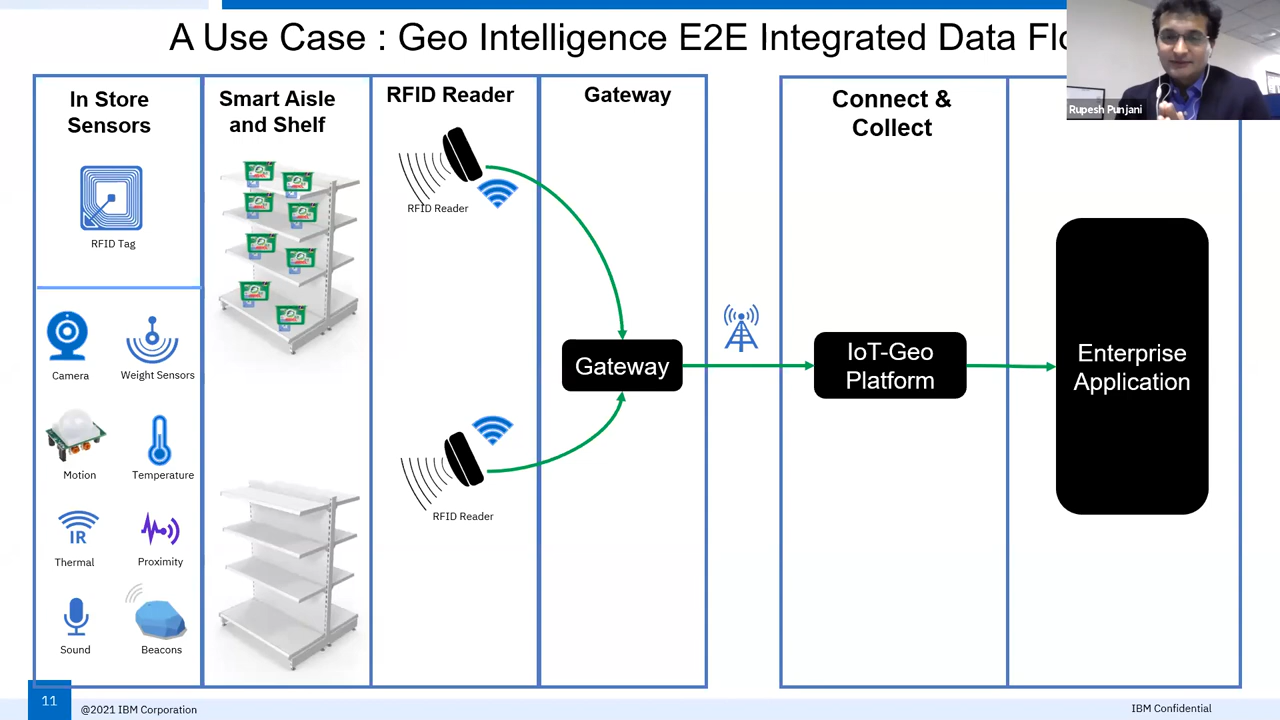 A Use Case : Geo Intelligence E2E Integrated Data
Rupesh Punjani
In Store
Sensors
Smart Aisle
and Shelf
RFID Reader
Gateway
Connect &
Collect
RFID Tag
RFID Reader
Camera
Weight Sensors
Gateway
IoT-Geo
Platform
Enterprise
Application
Motion
Temperature
RFID Reader
IR
Thermal
Proximity
Sound
Beacons
11
@2021 IBM Corporation
IBM Confidential